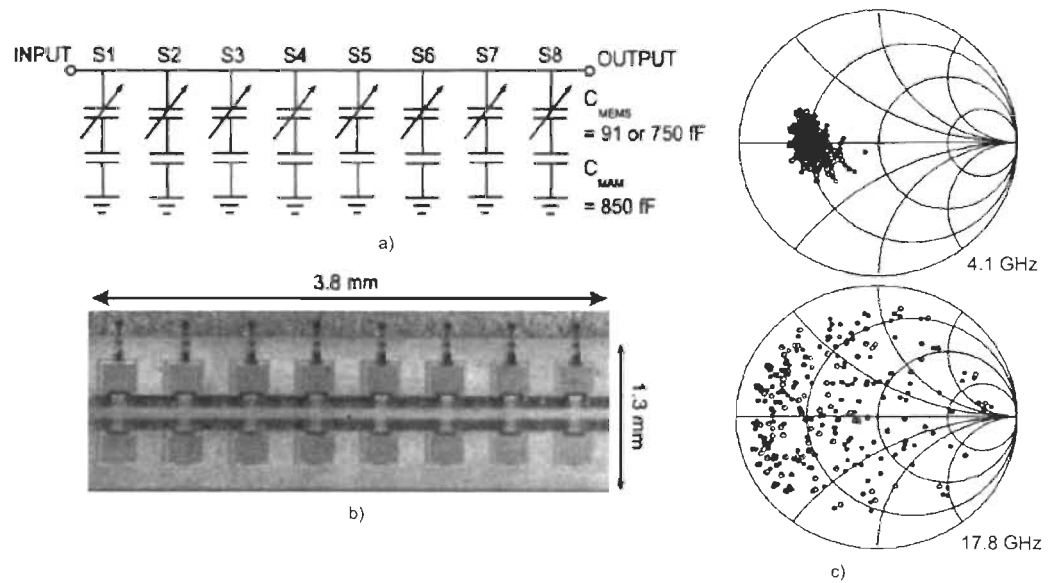 INPUT S1 S2 S3 S4 S5 S6 S7 S8 OUTPUT
C MEMS
= 91 or 750 fF
C MAM
= 850 fF
a)
3.8 mm
1.3 mm
b)
4.1 GHz
17.8 GHz
c)